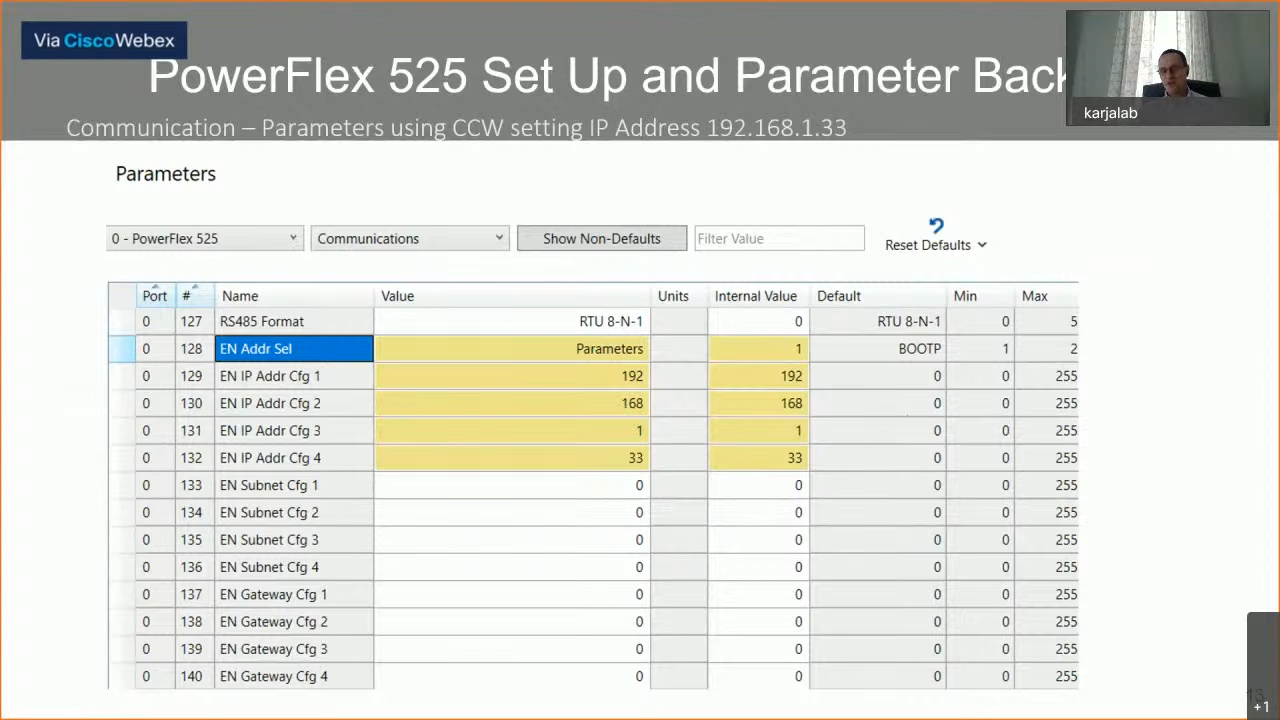 Via CiscoWebex
PowerFlex 525 Set Up and Parameter Back
karjalab
Communication – Parameters using CCW setting IP Address 192.168.1.33
Parameters
0 - PowerFlex 525 Communications Show Non-Defaults Filter Value Reset Defaults
Port # Name Value Units Internal Value Default Min Max
0 127 RS485 Format RTU 8-N-1 0 RTU 8-N-1 0 5
0 128 EN Addr Sel Parameters 1 BOOTP 1 2
0 129 EN IP Addr Cfg 1 192 192 0 0 255
0 130 EN IP Addr Cfg 2 168 168 0 0 255
0 131 EN IP Addr Cfg 3 1 1 0 0 255
0 132 EN IP Addr Cfg 4 33 33 0 0 255
0 133 EN Subnet Cfg 1 0 0 0 0 255
0 134 EN Subnet Cfg 2 0 0 0 0 255
0 135 EN Subnet Cfg 3 0 0 0 0 255
0 136 EN Subnet Cfg 4 0 0 0 0 255
0 137 EN Gateway Cfg 1 0 0 0 0 255
0 138 EN Gateway Cfg 2 0 0 0 0 255
0 139 EN Gateway Cfg 3 0 0 0 0 255
0 140 EN Gateway Cfg 4 0 0 0 0 255
+1